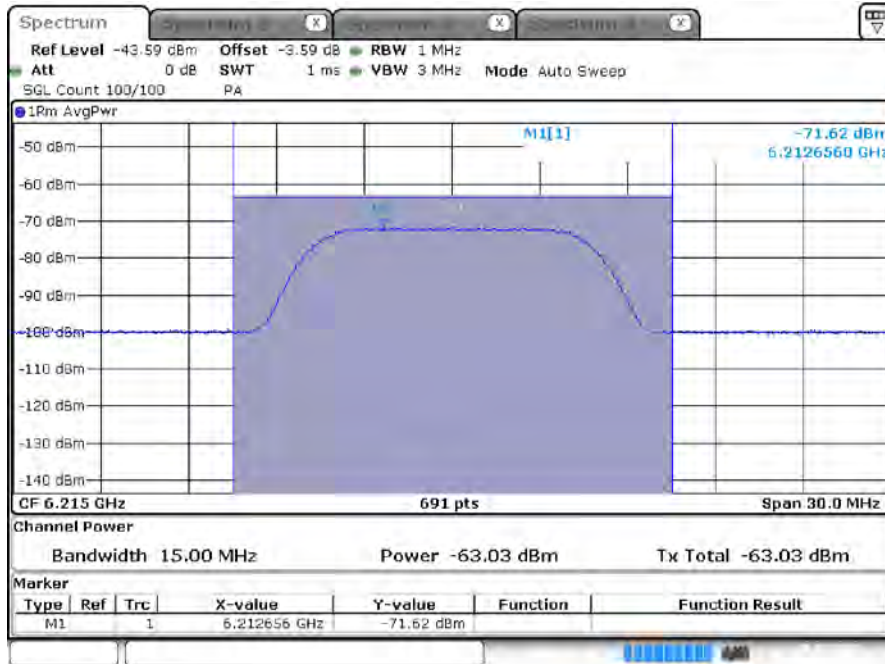 Spectrum X X X
Ref Level -43.59 dBm Offset -3.59 dB RBW 1 MHz
Att 0 dB SWT 1 ms VBW 3 MHz Mode Auto Sweep
SGL Count 100/100 PA
1Rm AvgPwr
M1[1] -71.62 dBm
6.2126560 GHz
-50 dBm
-60 dBm
-70 dBm
-80 dBm
-90 dBm
-100 dBm
-110 dBm
-120 dBm
-130 dBm
-140 dBm
CF 6.215 GHz 691 pts Span 30.0 MHz
Channel Power
Bandwidth 15.00 MHz Power -63.03 dBm Tx Total -63.03 dBm
Marker
Type Ref Trc X-value Y-value Function Function Result
M1 1 6.212656 GHz -71.62 dBm